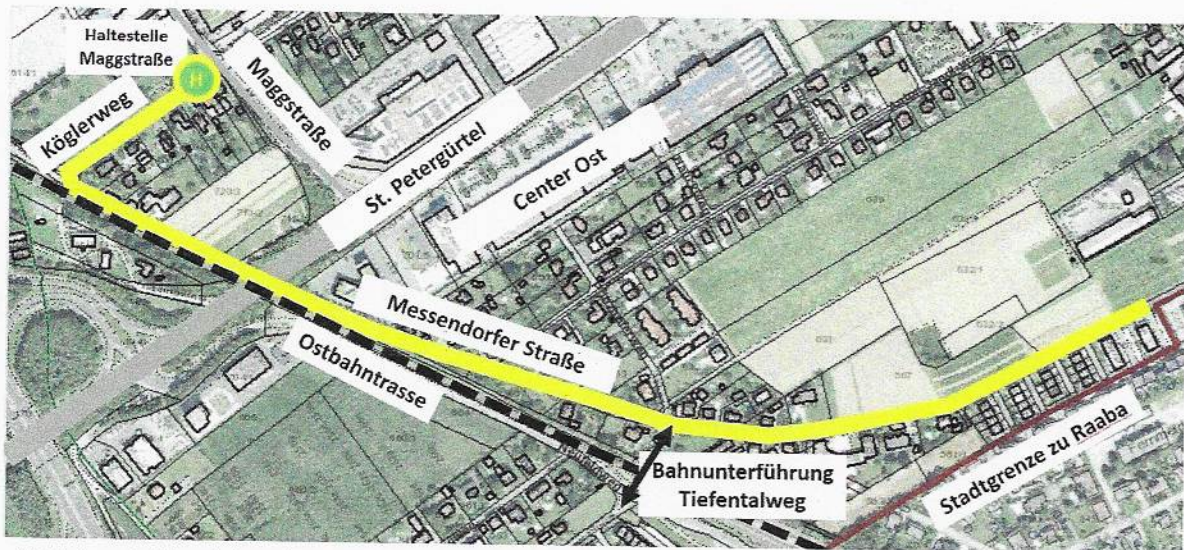 Haltestelle
Maggstraße
H
Köglerweg
Maggstraße
St. Petergürtel
Center Ost
Messendorfer Straße
Ostbahntrasse
Bahnunterführung
Tiefentalweg
Stadtgrenze zu Raaba